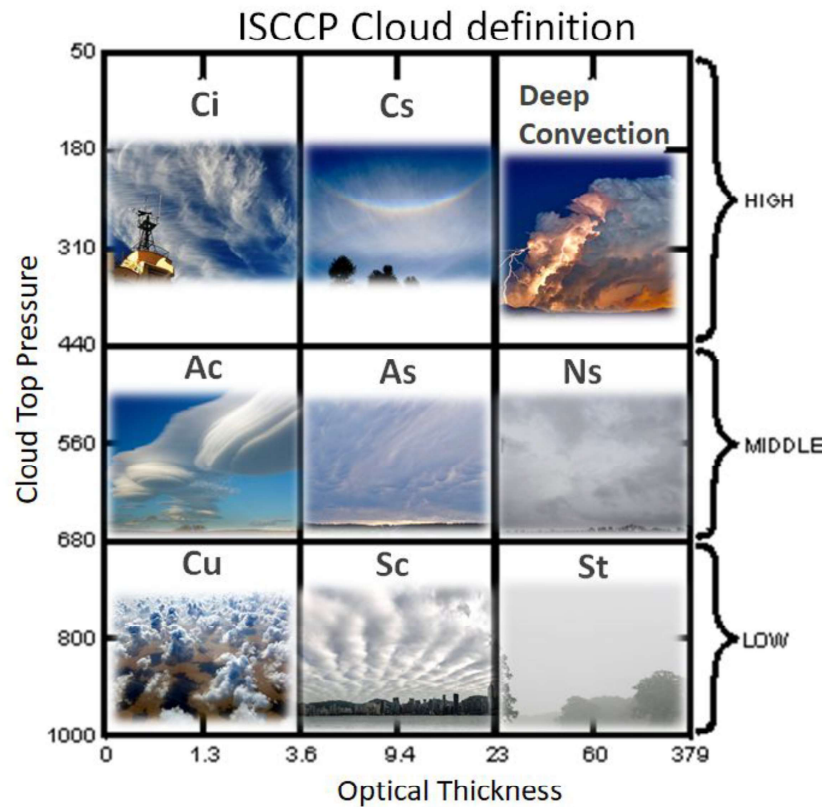 ISCCP Cloud definition
50
180
310
440
560
680
800
1000
Cloud Top Pressure
Ci
Cs
Deep
Convection
HIGH
Ac
As
Ns
MIDDLE
Cu
Sc
St
LOW
0
1.3
3.6
9.4
23
60
379
Optical Thickness